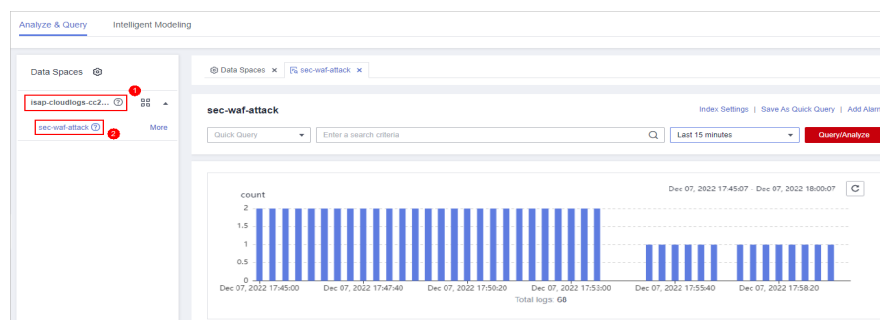 Analyze & Query Intelligent Modeling
Data Spaces
Data Spaces × sec-waf-attack ×
1
isap-cloudlogs-cc2... ?
sec-waf-attack ? More
2
sec-waf-attack
Index Settings | Save As Quick Query | Add Alarm
Quick Query Enter a search criteria Last 15 minutes Query/Analyze
Dec 07, 2022 17:45:07 - Dec 07, 2022 18:00:07
count
2
1.5
1
0.5
0
Dec 07, 2022 17:45:00 Dec 07, 2022 17:47:40 Dec 07, 2022 17:50:20 Dec 07, 2022 17:53:00 Dec 07, 2022 17:55:40 Dec 07, 2022 17:58:20
Total logs: 68